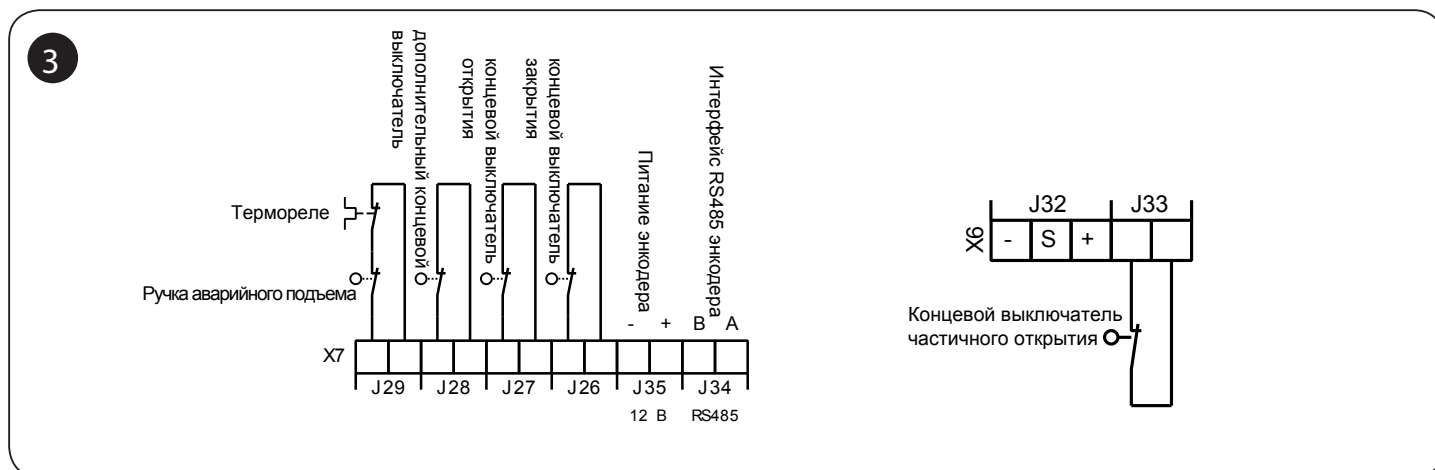 3
дополнительный концевой
выключатель
концевой выключатель
открытия
концевой выключатель
закрытия
Питание энкодера
Интерфейс RS485 энкодера
Термореле
Ручка аварийного подъема
- + B A
X7
J29 J28 J27 J26 J35 J34
12 В RS485
J32 J33
X6 - S +
Концевой выключатель
частичного открытия